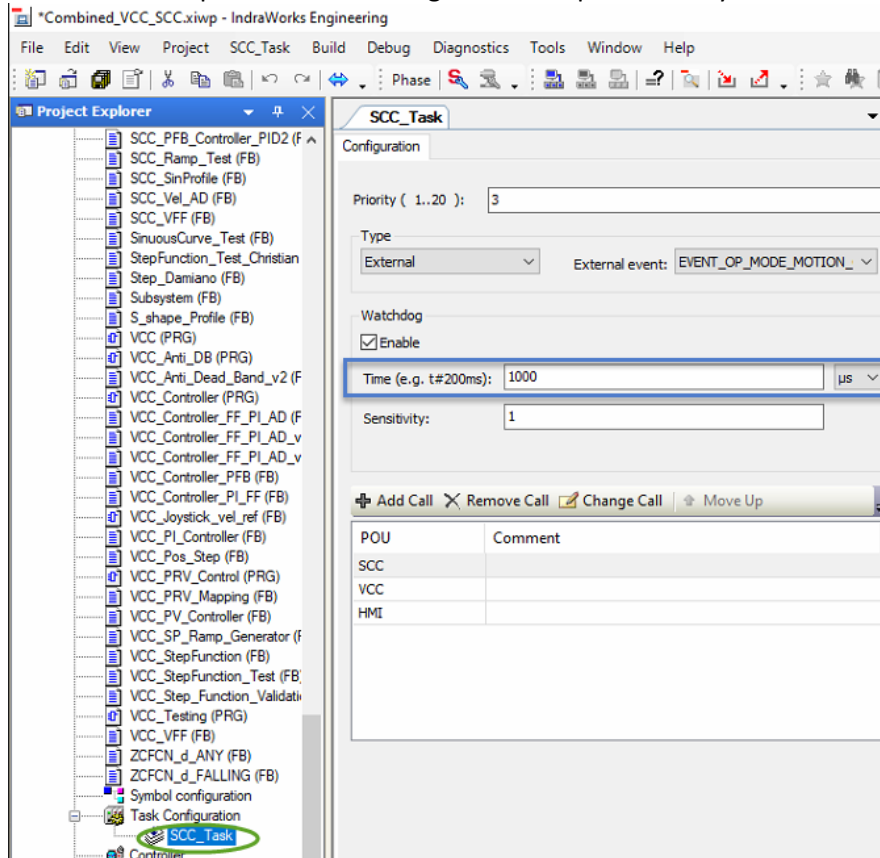 *Combined_VCC_SCC.xiwp - IndraWorks Engineering
File Edit View Project SCC_Task Build Debug Diagnostics Tools Window Help
Phase
Project Explorer
SCC_PFB_Controller_PID2 (F
SCC_Ramp_Test (FB)
SCC_SinProfile (FB)
SCC_Vel_AD (FB)
SCC_VFF (FB)
SinuousCurve_Test (FB)
StepFunction_Test_Christian
Step_Damiano (FB)
Subsystem (FB)
S_shape_Profile (FB)
VCC (PRG)
VCC_Anti_DB (PRG)
VCC_Anti_Dead_Band_v2 (F
VCC_Controller (PRG)
VCC_Controller_FF_PI_AD (F
VCC_Controller_FF_PI_AD_v
VCC_Controller_FF_PI_AD_v
VCC_Controller_PFB (FB)
VCC_Controller_PI_FF (FB)
VCC_Joystick_vel_ref (FB)
VCC_PI_Controller (FB)
VCC_Pos_Step (FB)
VCC_PRV_Control (PRG)
VCC_PRV_Mapping (FB)
VCC_PV_Controller (FB)
VCC_SP_Ramp_Generator (F
VCC_StepFunction (FB)
VCC_StepFunction_Test (FB)
VCC_Step_Function_Validati
VCC_Testing (PRG)
VCC_VFF (FB)
ZCFCN_d_ANY (FB)
ZCFCN_d_FALLING (FB)
Symbol configuration
Task Configuration
SCC_Task
Controller
SCC_Task
Configuration
Priority ( 1..20 ): 3
Type
External External event: EVENT_OP_MODE_MOTION_
Watchdog
Enable
Time (e.g. t#200ms): 1000 µs
Sensitivity: 1
Add Call Remove Call Change Call Move Up
POU Comment
SCC
VCC
HMI